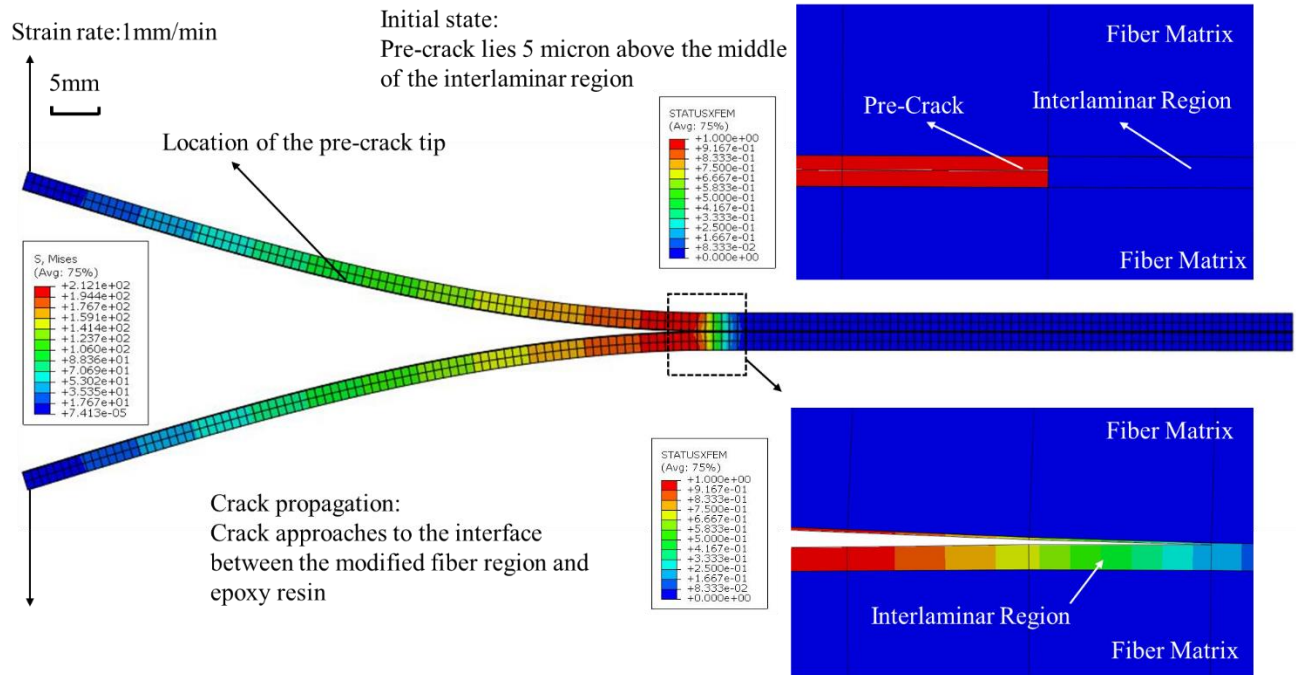 Strain rate:1mm/min
5mm
Initial state:
Pre-crack lies 5 micron above the middle
of the interlaminar region
Location of the pre-crack tip
STATUSXFEM
(Avg: 75%)
+1.000e+00
+9.167e-01
+8.333e-01
+7.500e-01
+6.667e-01
+5.833e-01
+5.000e-01
+4.167e-01
+3.333e-01
+2.500e-01
+1.667e-01
+8.333e-02
+0.000e+00
Fiber Matrix
Pre-Crack
Interlaminar Region
Fiber Matrix
S, Mises
(Avg: 75%)
+2.121e+02
+1.944e+02
+1.767e+02
+1.591e+02
+1.414e+02
+1.237e+02
+1.060e+02
+8.836e+01
+7.069e+01
+5.302e+01
+3.535e+01
+1.767e+01
+7.413e-05
Crack propagation:
Crack approaches to the interface
between the modified fiber region and
epoxy resin
STATUSXFEM
(Avg: 75%)
+1.000e+00
+9.167e-01
+8.333e-01
+7.500e-01
+6.667e-01
+5.833e-01
+5.000e-01
+4.167e-01
+3.333e-01
+2.500e-01
+1.667e-01
+8.333e-02
+0.000e+00
Fiber Matrix
Interlaminar Region
Fiber Matrix